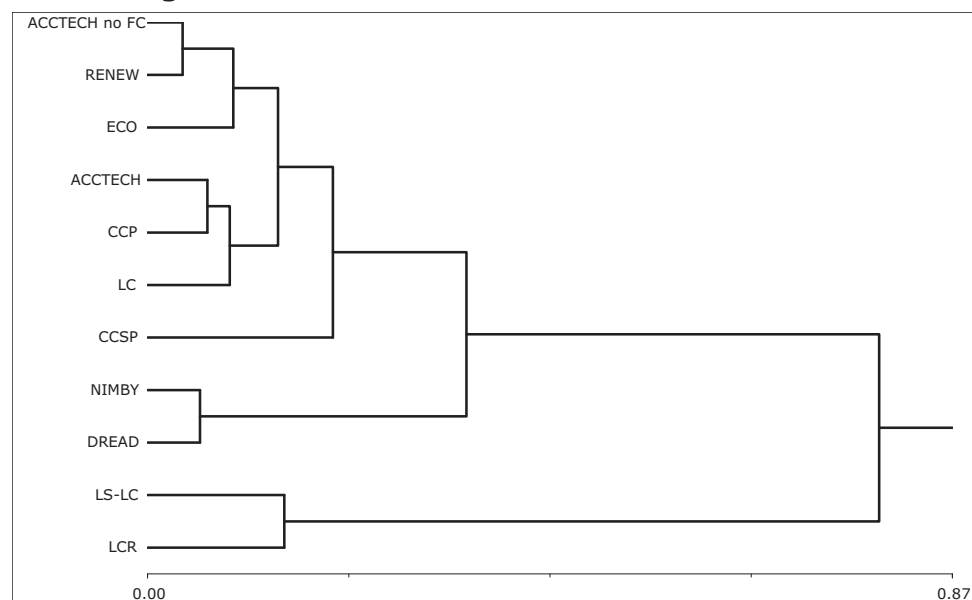 ACCTECH no FC
RENEW
ECO
ACCTECH
CCP
LC
CCSP
NIMBY
DREAD
LS-LC
LCR
0.00 0.87